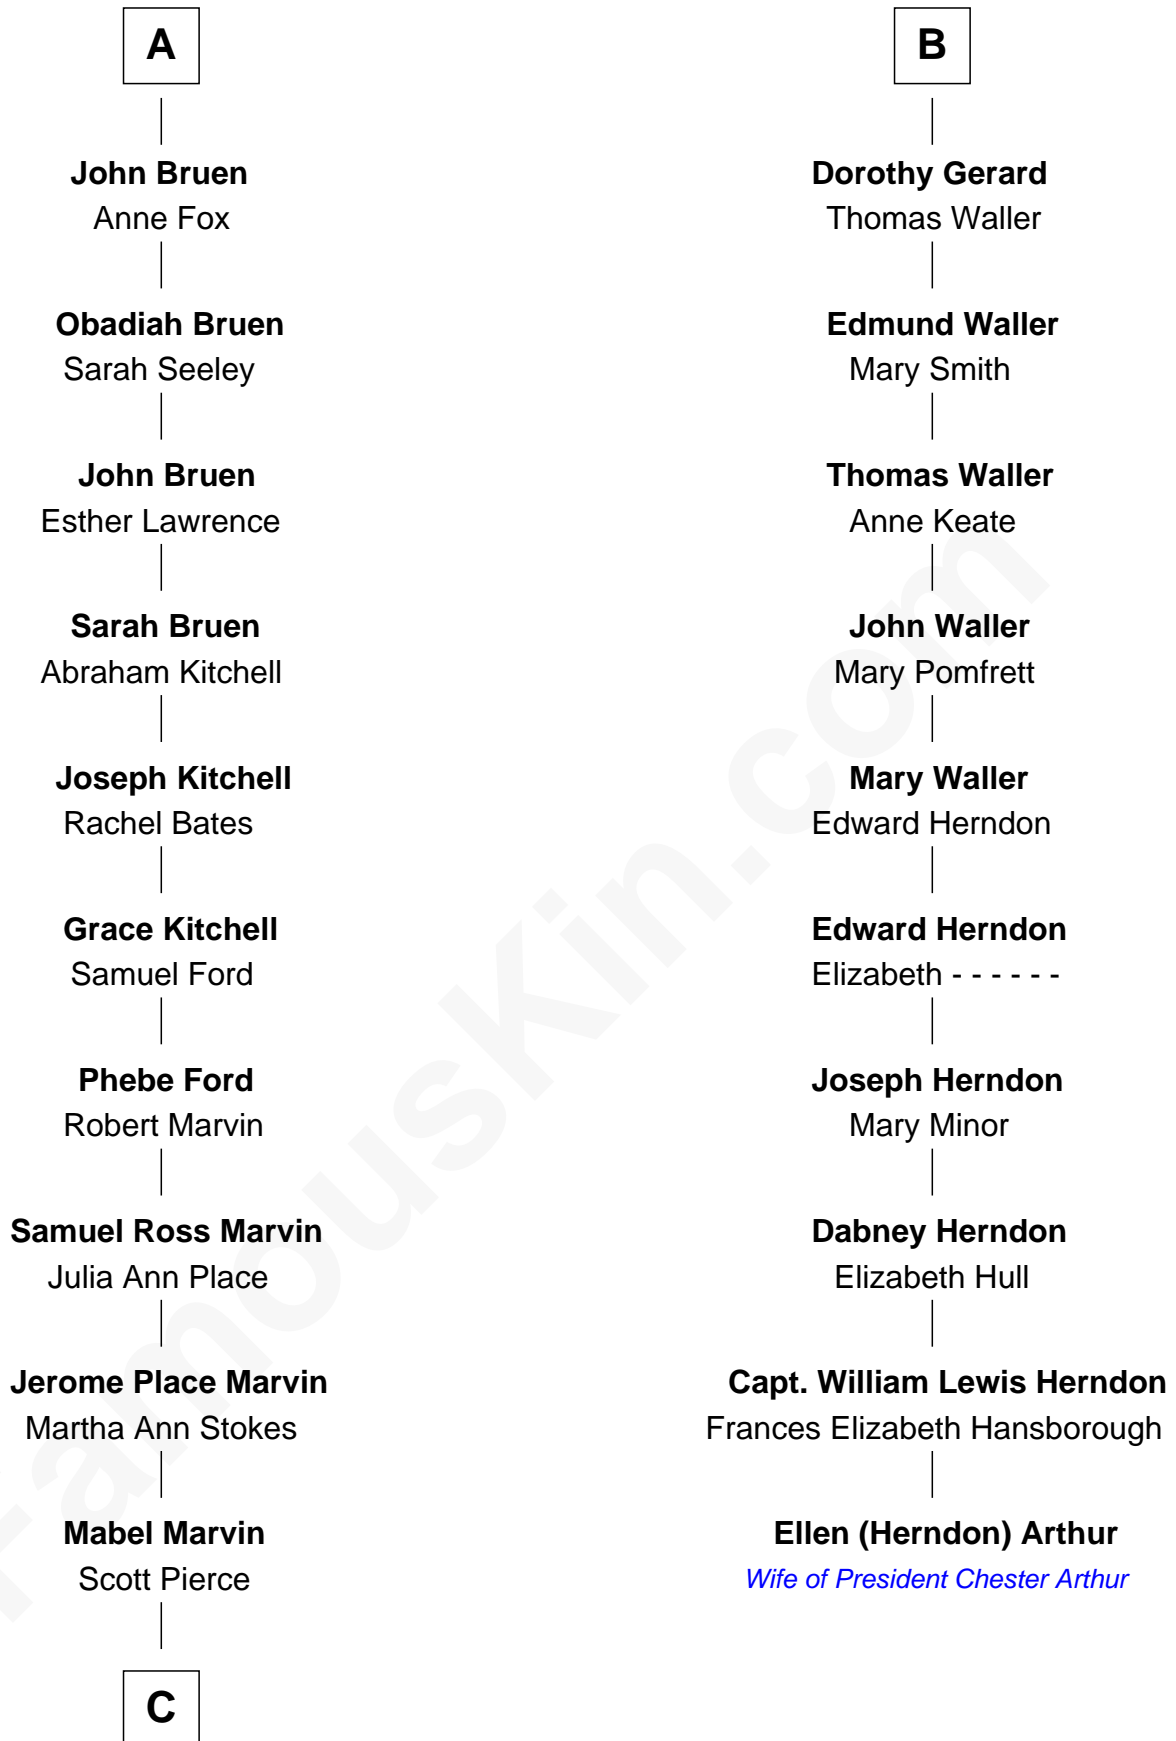 A
John Bruen
Anne Fox
Obadiah Bruen
Sarah Seeley
John Bruen
Esther Lawrence
Sarah Bruen
Abraham Kitchell
Joseph Kitchell
Rachel Bates
Grace Kitchell
Samuel Ford
Phebe Ford
Robert Marvin
Samuel Ross Marvin
Julia Ann Place
Jerome Place Marvin
Martha Ann Stokes
Mabel Marvin
Scott Pierce
C
B
Dorothy Gerard
Thomas Waller
Edmund Waller
Mary Smith
Thomas Waller
Anne Keate
John Waller
Mary Pomfrett
Mary Waller
Edward Herndon
Edward Herndon
Elizabeth - - - - - -
Joseph Herndon
Mary Minor
Dabney Herndon
Elizabeth Hull
Capt. William Lewis Herndon
Frances Elizabeth Hansborough
Ellen (Herndon) Arthur
Wife of President Chester Arthur
FamousKin.com